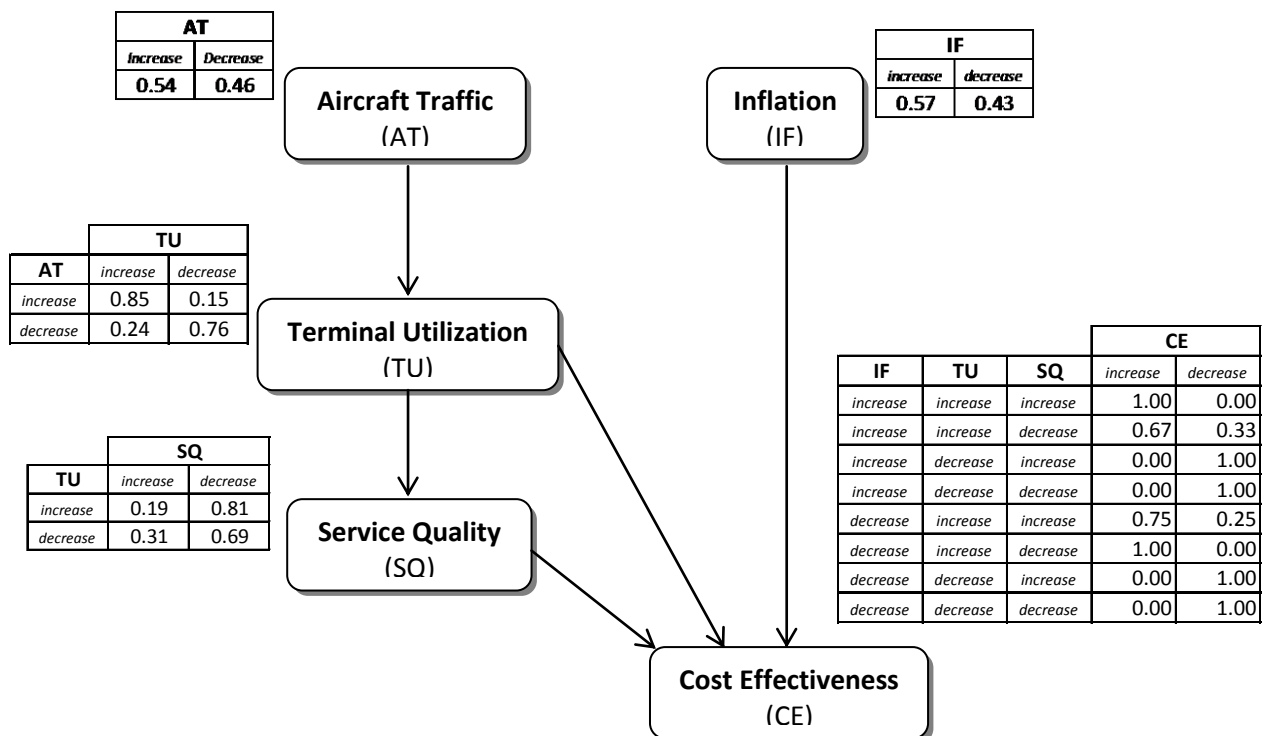 AT
increase Decrease
0.54 0.46
Aircraft Traffic
(AT)
Inflation
(IF)
IF
increase decrease
0.57 0.43
TU
AT increase decrease
increase 0.85 0.15
decrease 0.24 0.76
Terminal Utilization
(TU)
SQ
TU increase decrease
increase 0.19 0.81
decrease 0.31 0.69
Service Quality
(SQ)
CE
IF TU SQ increase decrease
increase increase increase 1.00 0.00
increase increase decrease 0.67 0.33
increase decrease increase 0.00 1.00
increase decrease decrease 0.00 1.00
decrease increase increase 0.75 0.25
decrease increase decrease 1.00 0.00
decrease decrease increase 0.00 1.00
decrease decrease decrease 0.00 1.00
Cost Effectiveness
(CE)